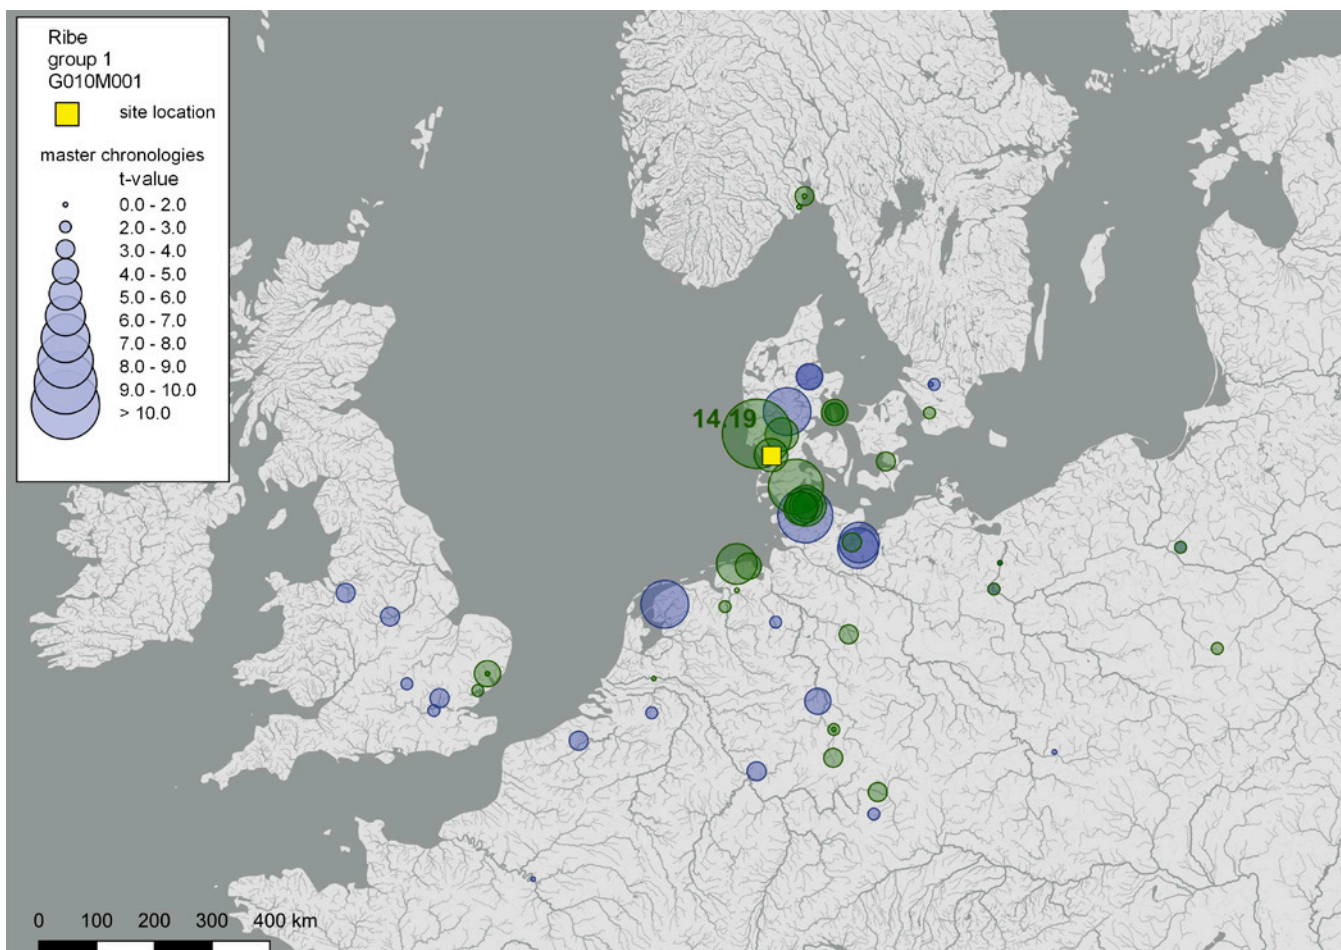 Ribe
group 1
G010M001
site location
master chronologies
t-value
0.0 - 2.0
2.0 - 3.0
3.0 - 4.0
4.0 - 5.0
5.0 - 6.0
6.0 - 7.0
7.0 - 8.0
8.0 - 9.0
9.0 - 10.0
> 10.0
14.19
0 100 200 300 400 km